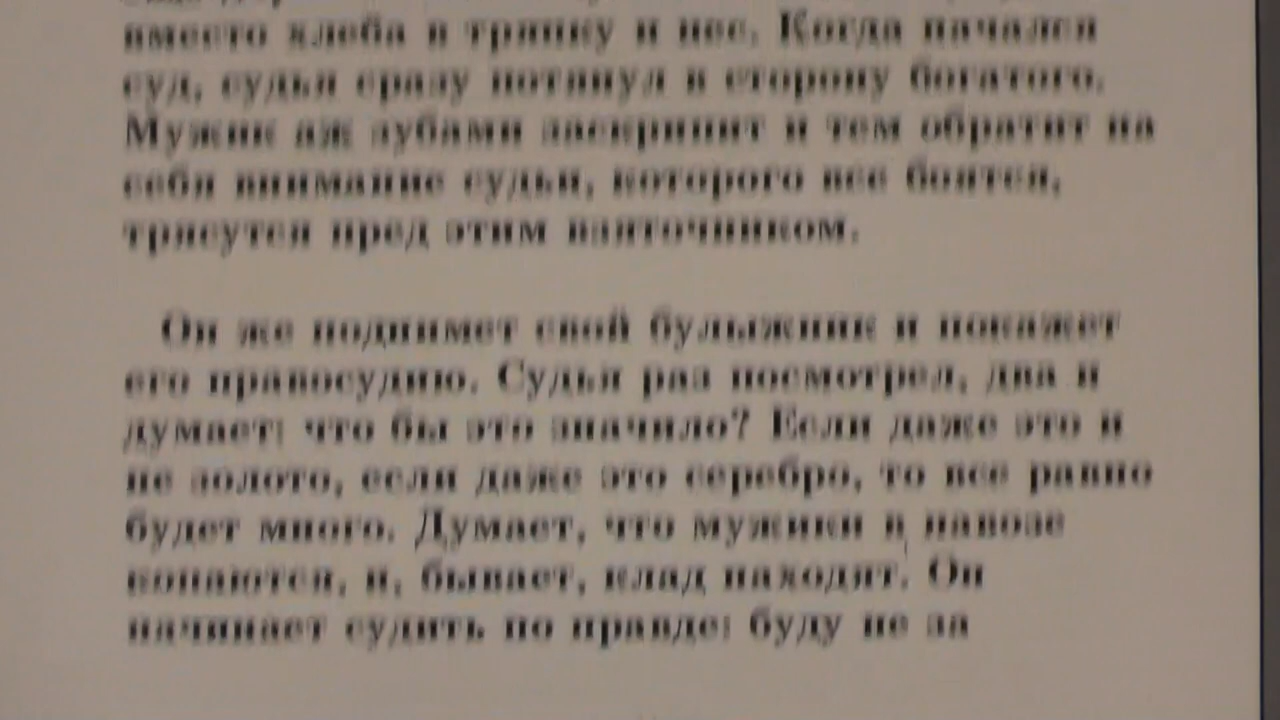 вместо хлеба в тряпку и нес. Когда начался
суд, судья сразу потянул в сторону богатого.
Мужик аж зубами заскрипит и тем обратит на
себя внимание судьи, которого все боятся,
трясутся пред этим взяточником.
Он же поднимет свой булыжник и покажет
его правосудию. Судья раз посмотрел, два и
думает: что бы это значило? Если даже это и
не золото, если даже это серебро, то все равно
будет много. Думает, что мужики в навозе
копаются, и, бывает, клад находят. Он
начинает судить по правде: буду не за